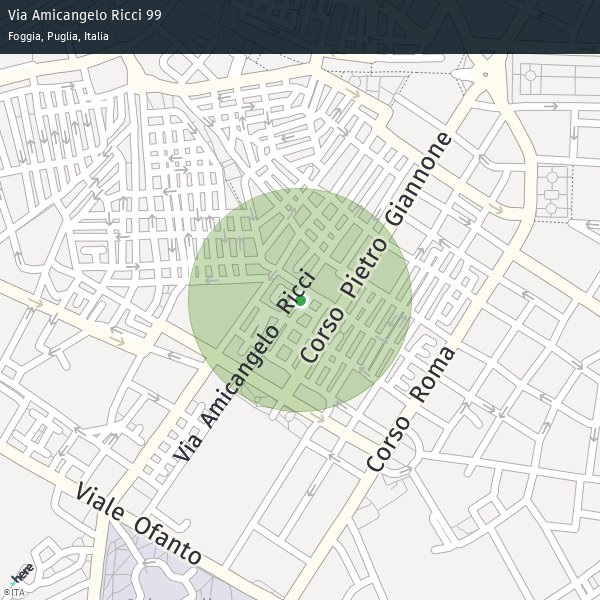 Via Amicangelo Ricci 99
Foggia, Puglia, Italia
Corso Pietro Giannone
Via Amicangelo Ricci
Corso Roma
Viale Ofanto
here
©ITA